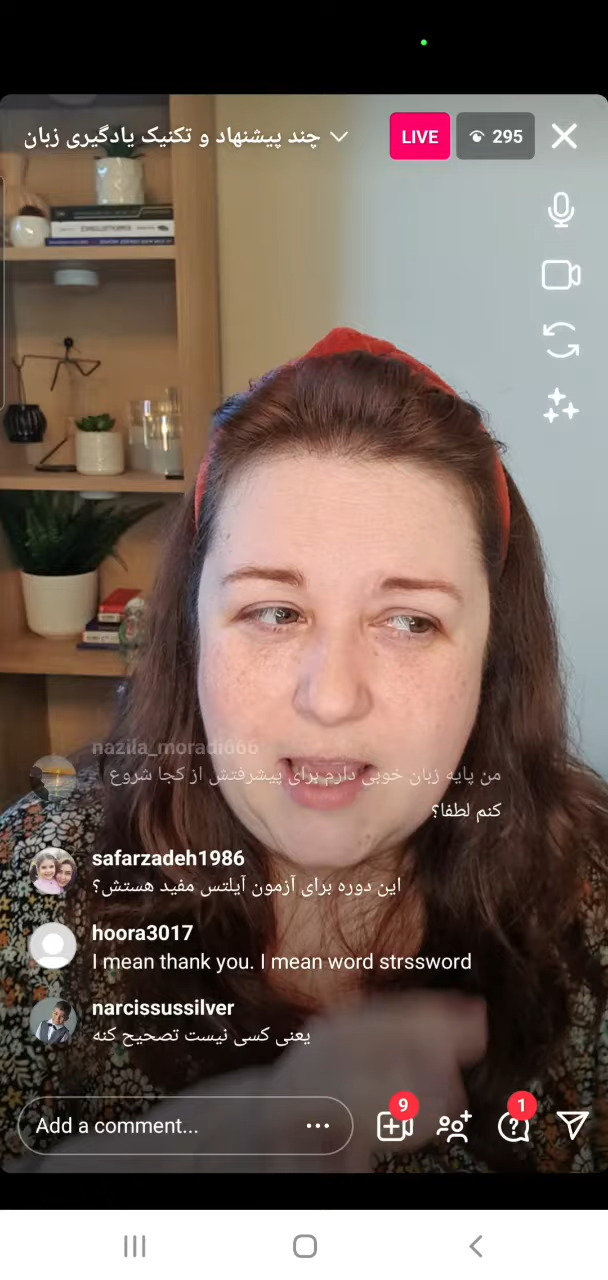 چند پیشنهاد و تکنیک یادگیری زبان
LIVE
295
nazila_moradi666
من پایه زبان خوبی دارم برای پیشرفتش از کجا شروع
کنم لطفا؟
safarzadeh1986
این دوره برای آزمون آیلتس مفید هستش؟
hoora3017
I mean thank you. I mean word strssword
narcissussilver
یعنی کسی نیست تصحیح کنه
Add a comment...
9
1